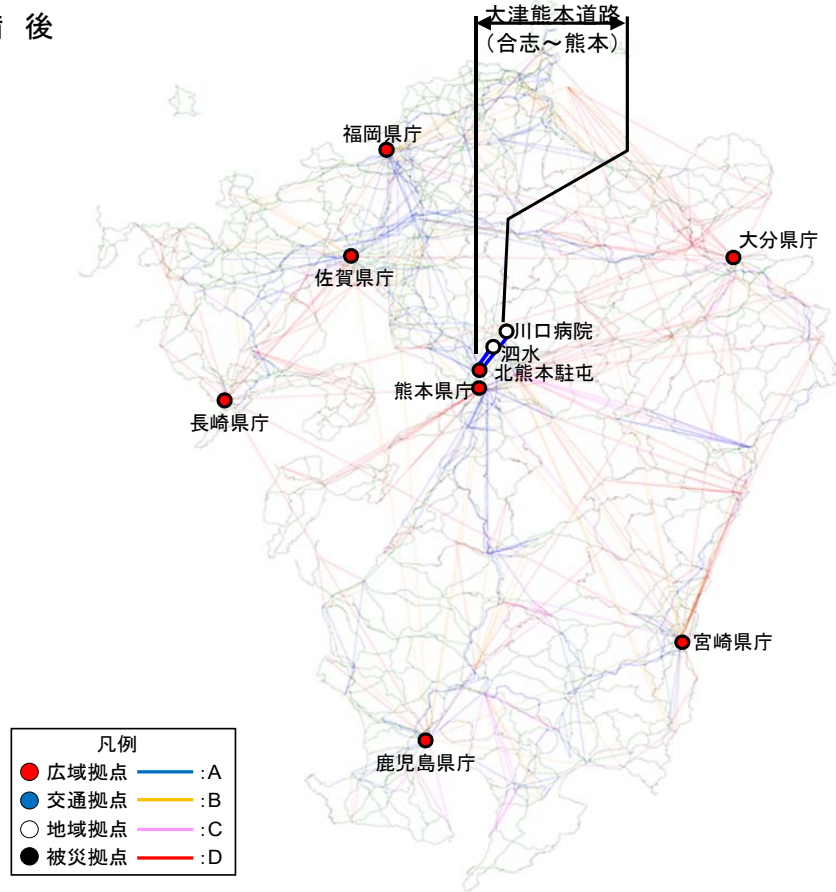 後
大津熊本道路
(合志～熊本)
福岡県庁
大分県庁
佐賀県庁
川口病院
泗水
北熊本駐屯
熊本県庁
長崎県庁
宮崎県庁
鹿児島県庁
凡例
広域拠点 :A
交通拠点 :B
地域拠点 :C
被災拠点 :D